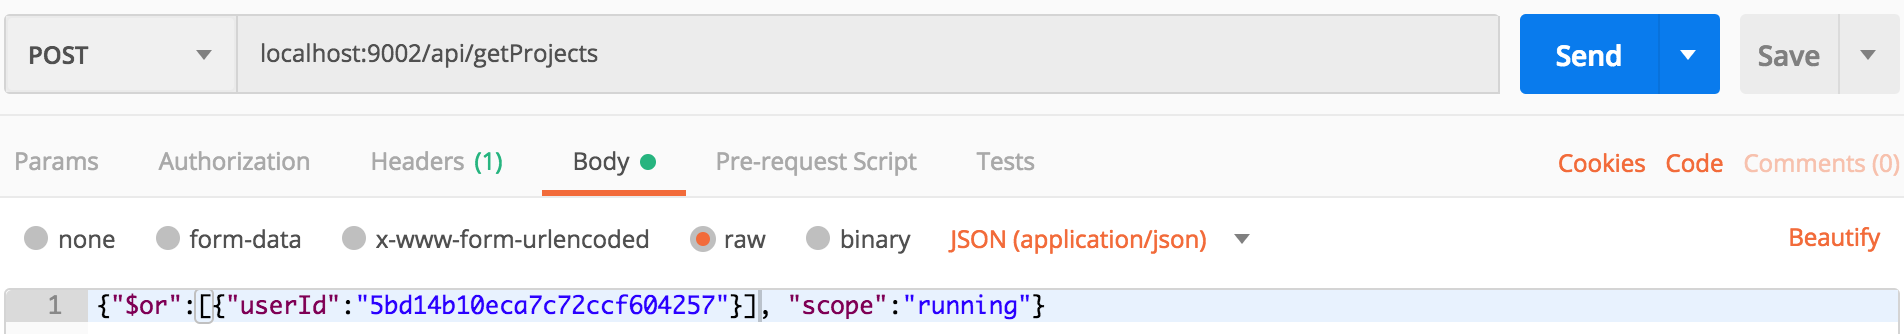 POST localhost:9002/api/getProjects Send Save
Params Authorization Headers (1) Body Pre-request Script Tests Cookies Code Comments (0)
none form-data x-www-form-urlencoded raw binary JSON (application/json) Beautify
1 {"$or":[{"userId":"5bd14b10eca7c72ccf604257"}], "scope":"running"}